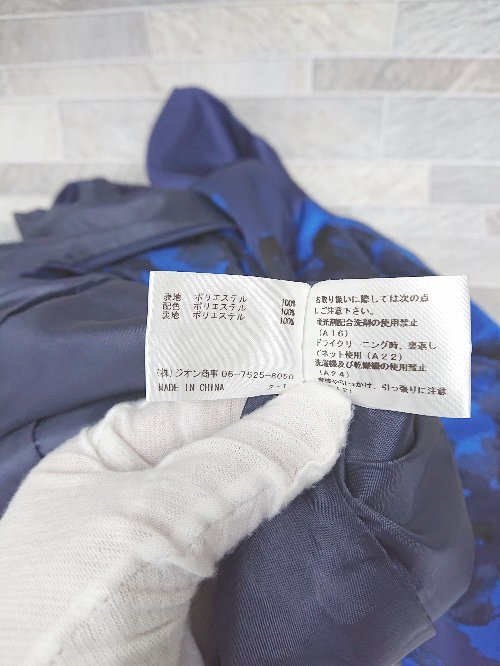 表地 ポリエステル 100%
配色 ポリエステル 100%
裏地 ポリエステル 100%
(株)ジオン商事 06-7525-8050
MADE IN CHINA
お取り扱いに際しては次の点
にご注意下さい。
蛍光剤配合洗剤の使用禁止
(A16)
ドライクリーニング時、裏返し
ネット使用(A22)
洗濯機及び乾燥機の使用禁止
(A24)
引っかけ、引っ張りに注意